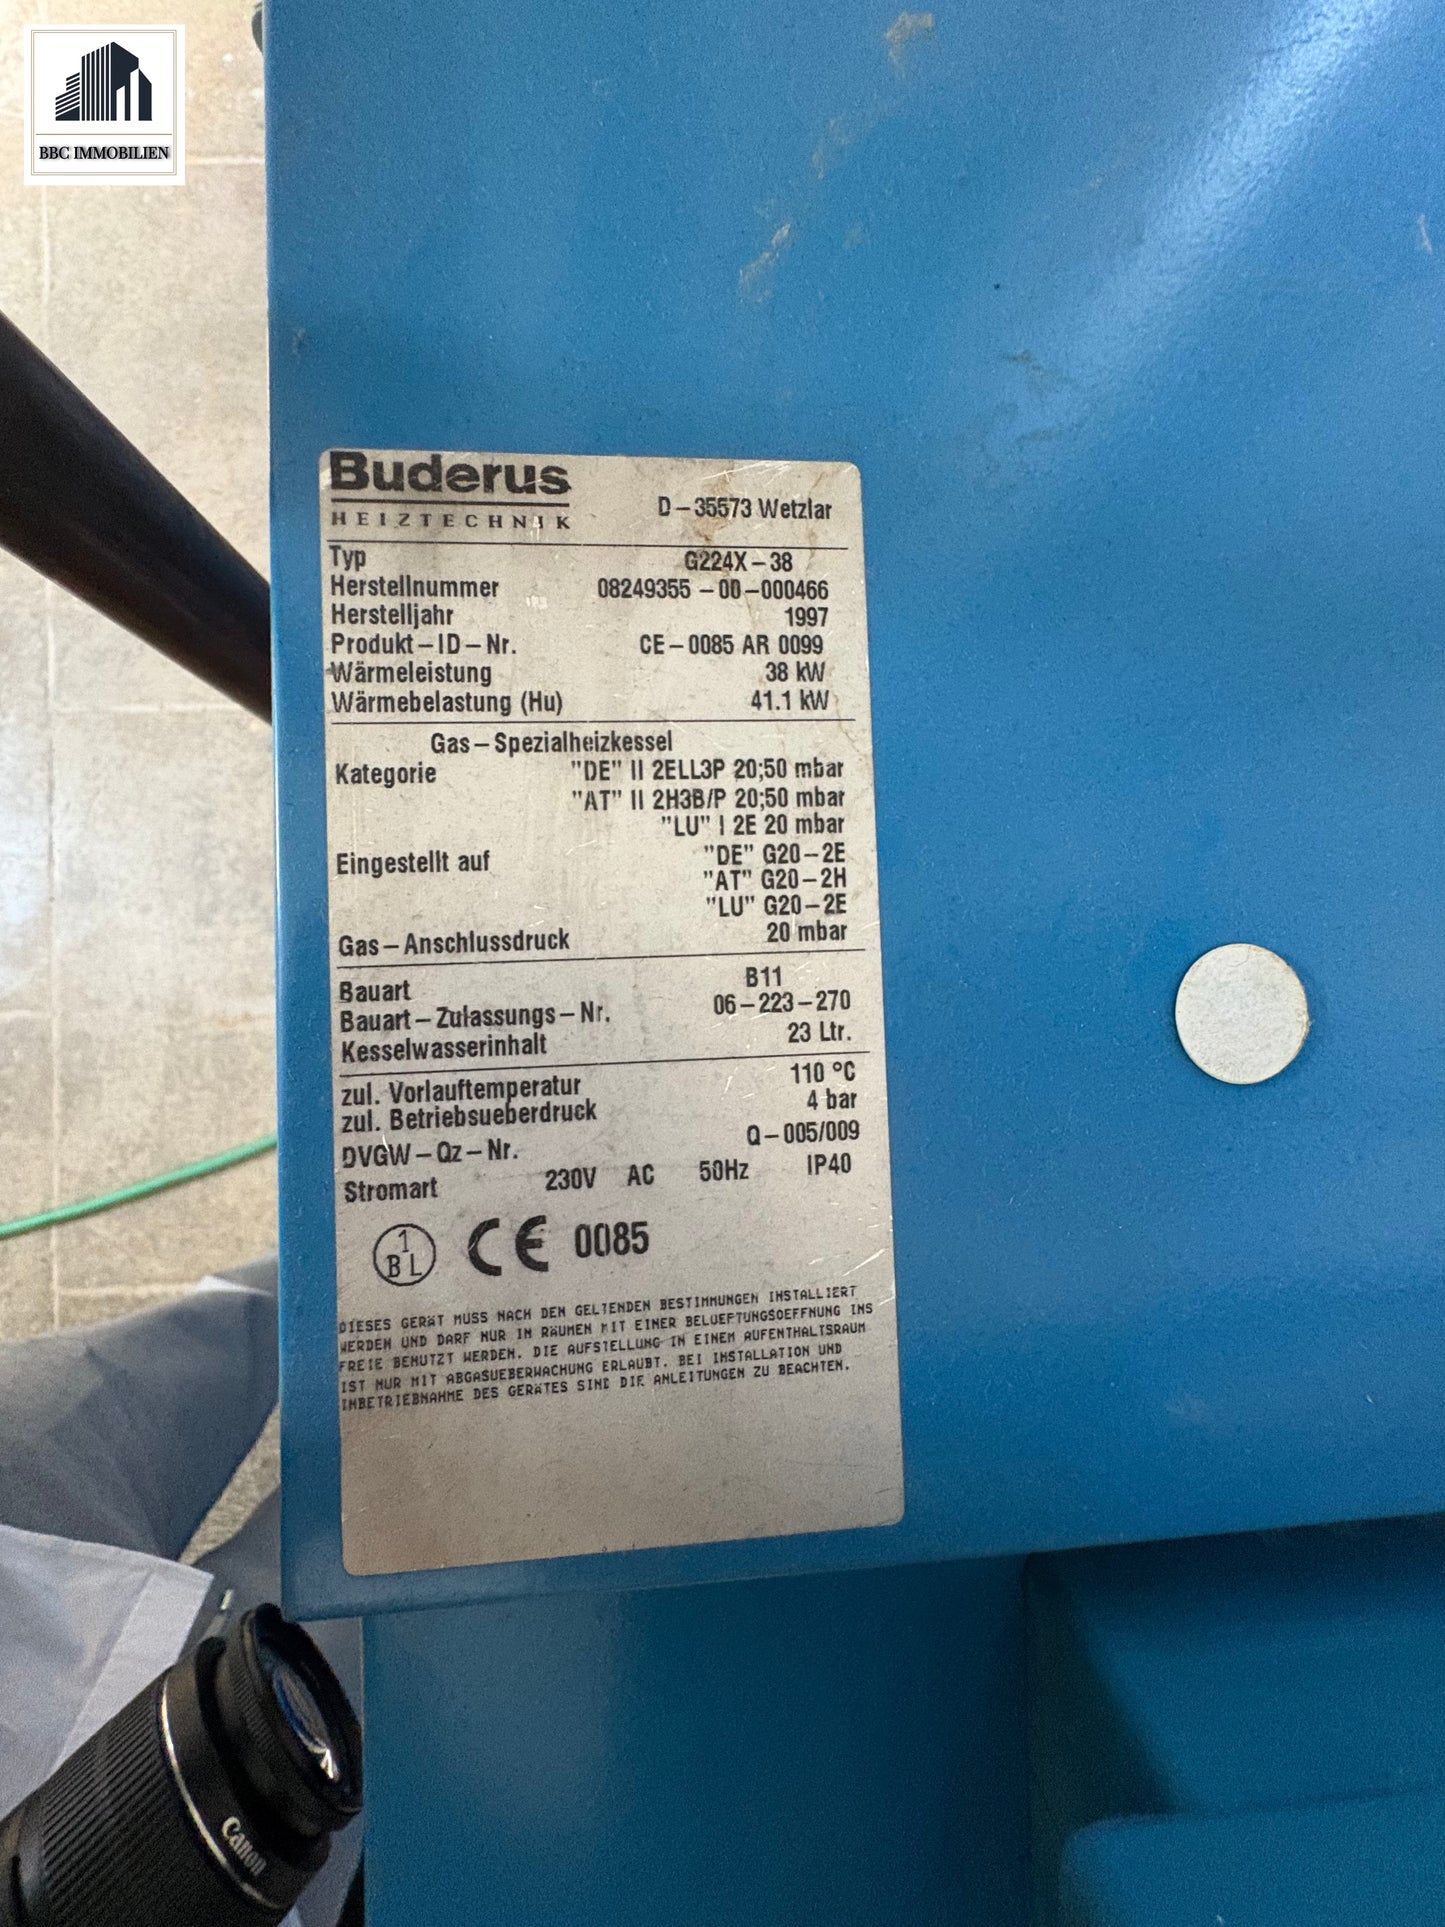 BBC IMMOBILIEN
Buderus
HEIZTECHNIK
D-35573 Wetzlar
Typ G224X-38
Herstellnummer 08249355-00-000466
Herstelljahr 1997
Produkt-ID-Nr. CE-0085 AR 0099
Wärmeleistung 38 kW
Wärmebelastung (Hu) 41.1 kW
Gas-Spezialheizkessel
Kategorie "DE" II 2ELL3P 20;50 mbar
"AT" II 2H3B/P 20;50 mbar
"LU" I 2E 20 mbar
Eingestellt auf "DE" G20-2E
"AT" G20-2H
"LU" G20-2E
Gas-Anschlussdruck 20 mbar
Bauart B11
Bauart-Zulassungs-Nr. 06-223-270
Kesselwasserinhalt 23 Ltr.
zul. Vorlauftemperatur 110 °C
zul. Betriebsueberdruck 4 bar
DVGW-Qz-Nr. Q-005/009
Stromart 230V AC 50Hz IP40
1
BL CE 0085
DIESES GERÄT MUSS NACH DEN GELTENDEN BESTIMMUNGEN INSTALLIERT
WERDEN UND DARF NUR IN RÄUMEN MIT EINER BELUEFTUNGSOEFFNUNG INS
FREIE BENUTZT WERDEN. DIE AUFSTELLUNG IN EINEM AUFENTHALTSRAUM
IST NUR MIT ABGASUEBERWACHUNG ERLAUBT. BEI INSTALLATION UND
INBETRIEBNAHME DES GERÄTES SIND DIE ANLEITUNGEN ZU BEACHTEN.
Canon